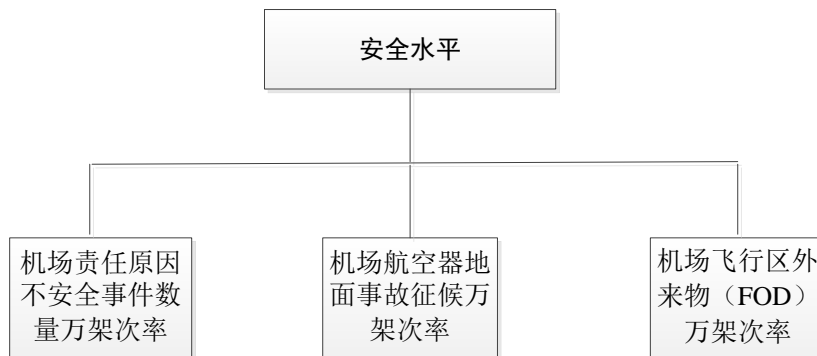 安全水平
机场责任原因
不安全事件数
量万架次率
机场航空器地
面事故征候万
架次率
机场飞行区外
来物（FOD）
万架次率